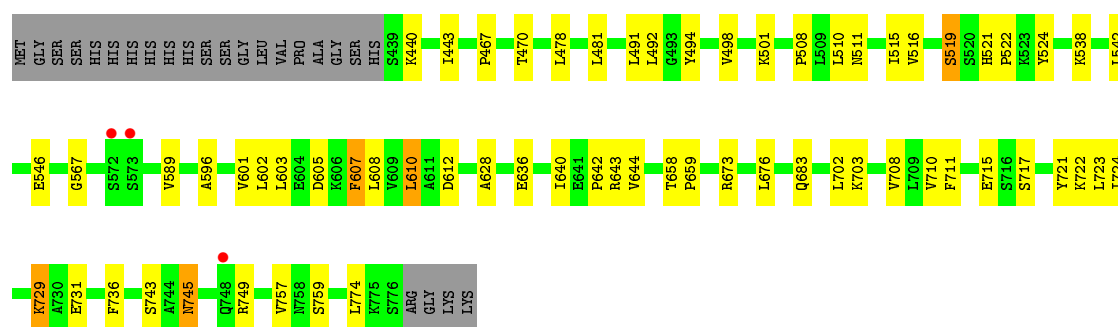 MET GLY SER SER HIS HIS HIS HIS HIS HIS SER SER GLY LEU VAL PRO ALA GLY SER HIS S439 K440 I443 P467 T470 L478 L481 L491 L492 G493 Y494 V498 K501 P508 L509 L510 N511 I515 V516 S519 S520 H521 P522 K523 Y524 K538 L542
E546 G567 S572 S573 V589 A596 V601 L602 L603 E604 D605 K606 F607 L608 V609 L610 A611 D612 A628 E636 I640 E641 P642 R643 V644 T658 P659 R673 L676 Q683 L702 K703 V708 L709 V710 F711 E715 S716 S717 Y721 K722 L723
K729 A730 E731 F736 S743 A744 N745 Q748 R749 V757 N758 S759 L774 K775 S776 ARG GLY LYS LYS